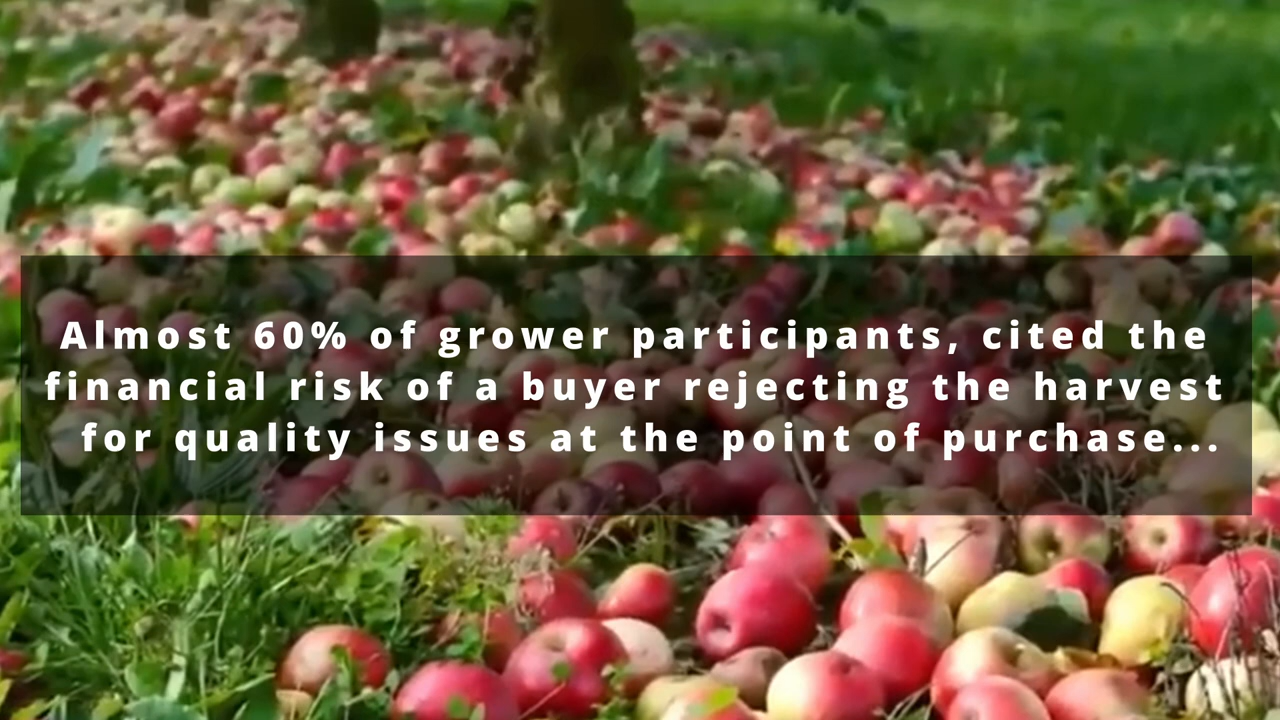 Almost 60% of grower participants, cited the
financial risk of a buyer rejecting the harvest
for quality issues at the point of purchase...